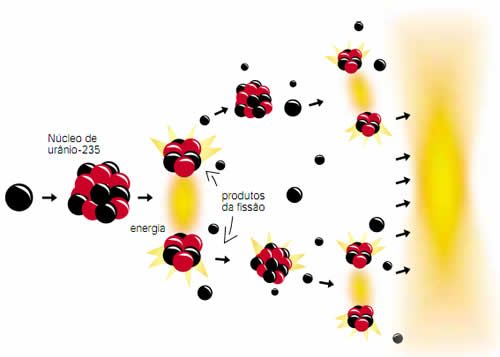 Núcleo de
urânio-235
produtos
da fissão
energia